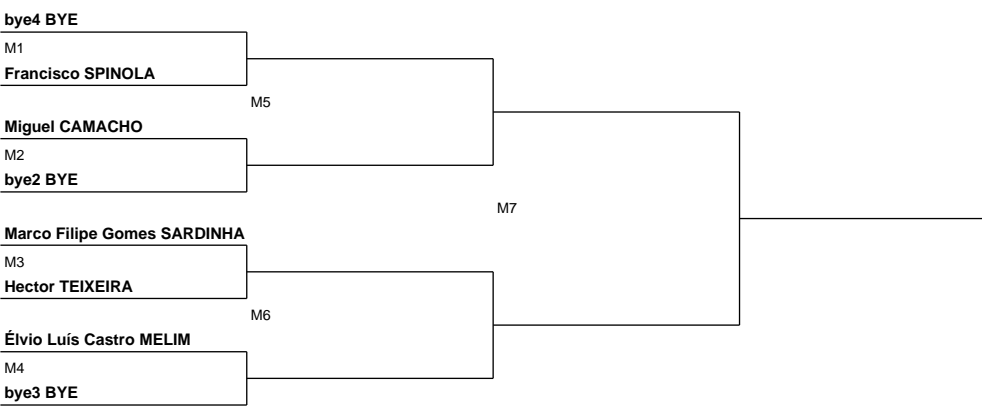 bye4 BYE
M1
Francisco SPINOLA
M5
Miguel CAMACHO
M2
bye2 BYE
M7
Marco Filipe Gomes SARDINHA
M3
Hector TEIXEIRA
M6
Élvio Luís Castro MELIM
M4
bye3 BYE